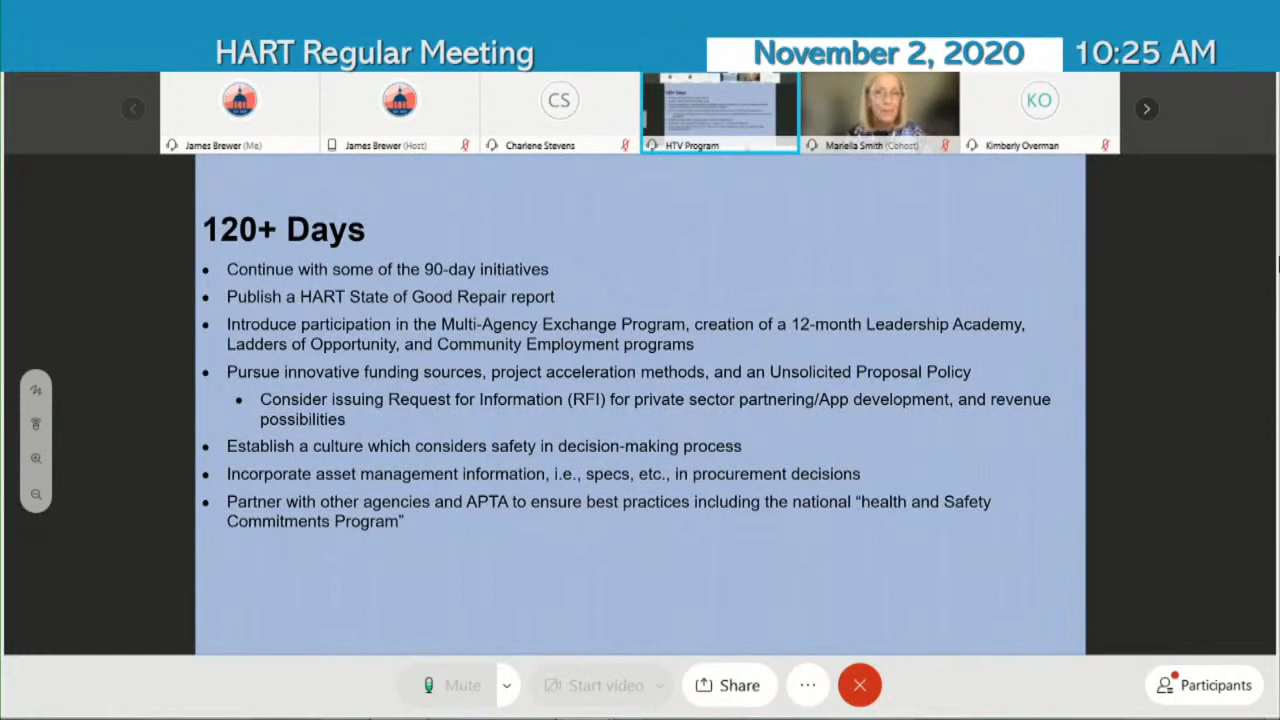 HART Regular Meeting
November 2, 2020
10:25 AM
CS
KO
James Brewer (Me)
James Brewer (Host)
Charlene Stevens
HTV Program
Mariella Smith (Cohost)
Kimberly Overman
120+ Days
• Continue with some of the 90-day initiatives
• Publish a HART State of Good Repair report
• Introduce participation in the Multi-Agency Exchange Program, creation of a 12-month Leadership Academy,
Ladders of Opportunity, and Community Employment programs
• Pursue innovative funding sources, project acceleration methods, and an Unsolicited Proposal Policy
• Consider issuing Request for Information (RFI) for private sector partnering/App development, and revenue
possibilities
• Establish a culture which considers safety in decision-making process
• Incorporate asset management information, i.e., specs, etc., in procurement decisions
• Partner with other agencies and APTA to ensure best practices including the national “health and Safety
Commitments Program”
Mute
Start video
Share
Participants